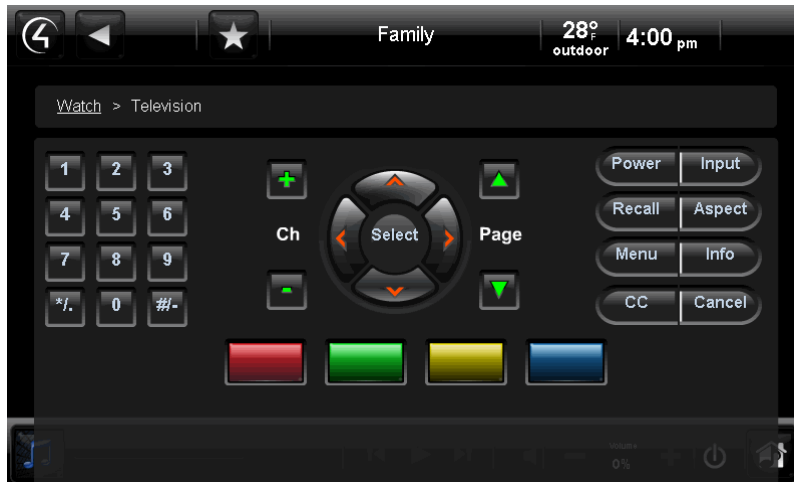 Family
28°F
outdoor
4:00 pm
Watch > Television
1 2 3
4 5 6
7 8 9
*/. 0 #/-
+
Ch
-
Select
Page
Power Input
Recall Aspect
Menu Info
CC Cancel
Volume
0%